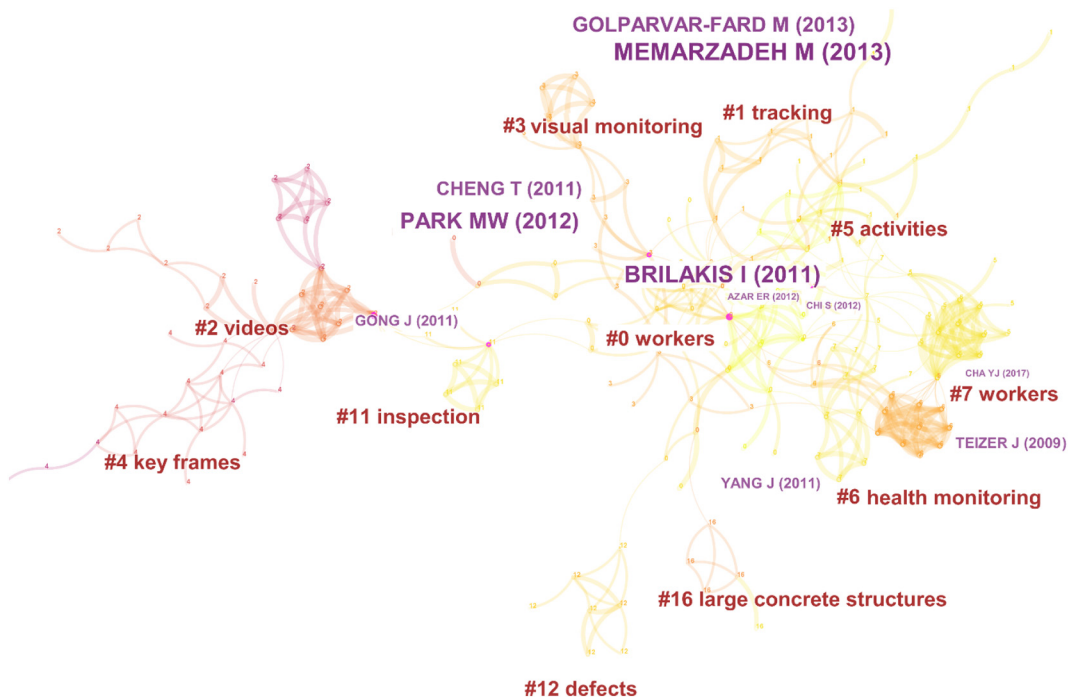 GOLPARVAR-FARD M (2013)
MEMARZADEH M (2013)
#1 tracking
#3 visual monitoring
CHENG T (2011)
PARK MW (2012)
#5 activities
BRILAKIS I (2011)
AZAR ER (2012)
CHI S (2012)
GONG J (2011)
#2 videos
#0 workers
CHA YJ (2017)
#7 workers
#11 inspection
TEIZER J (2009)
#4 key frames
YANG J (2011)
#6 health monitoring
#16 large concrete structures
#12 defects